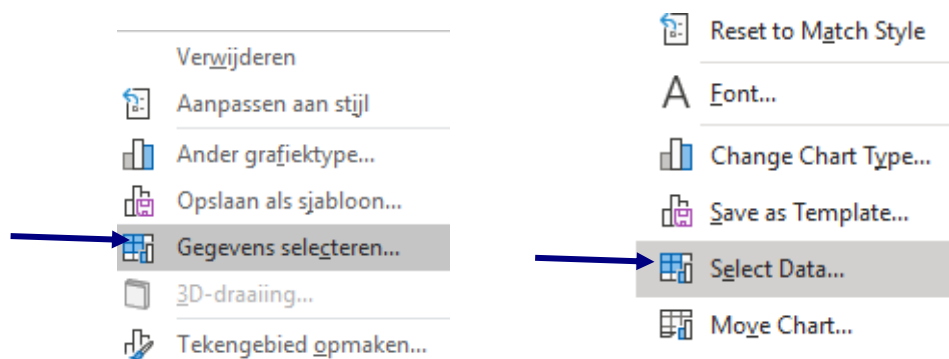 Verwijderen
Aanpassen aan stijl
Ander grafiektype...
Opslaan als sjabloon...
Gegevens selecteren...
3D-draaiing...
Tekengebied opmaken...
Reset to Match Style
Font...
Change Chart Type...
Save as Template...
Select Data...
Move Chart...